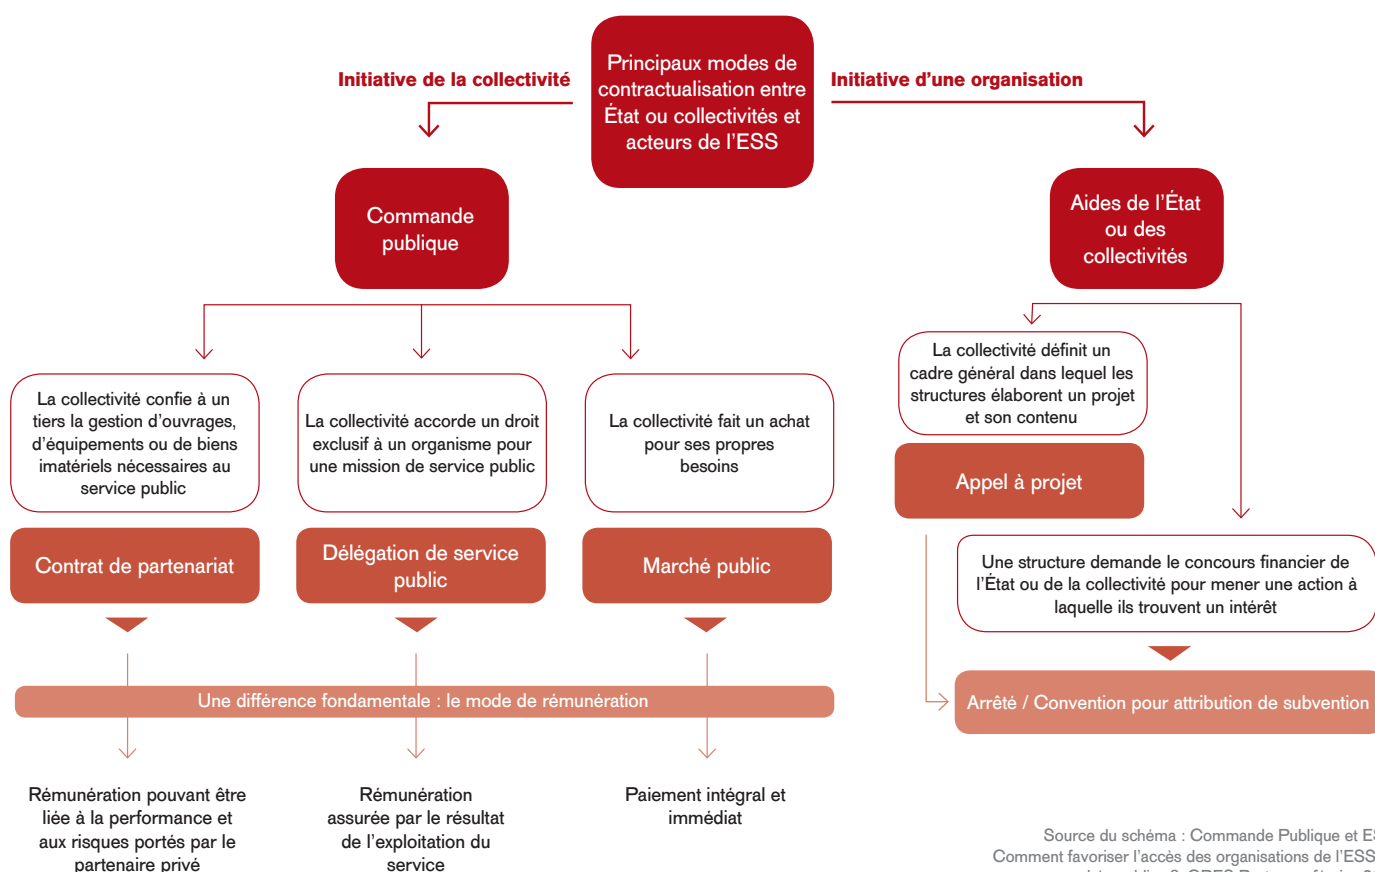 Principaux modes de
contractualisation entre
État ou collectivités et
acteurs de l'ESS
Initiative de la collectivité
Initiative d'une organisation
Commande
publique
Aides de l'État
ou des
collectivités
La collectivité confie à un
tiers la gestion d'ouvrages,
d'équipements ou de biens
imatériels nécessaires au
service public
La collectivité accorde un droit
exclusif à un organisme pour
une mission de service public
La collectivité fait un achat
pour ses propres
besoins
La collectivité définit un
cadre général dans lequel les
structures élaborent un projet
et son contenu
Appel à projet
Contrat de partenariat
Délégation de service
public
Marché public
Une structure demande le concours financier de
l'État ou de la collectivité pour mener une action à
laquelle ils trouvent un intérêt
Une différence fondamentale : le mode de rémunération
Arrêté / Convention pour attribution de subvention
Rémunération pouvant être
liée à la performance et
aux risques portés par le
partenaire privé
Rémunération
assurée par le résultat
de l'exploitation du
service
Paiement intégral et
immédiat
Source du schéma : Commande Publique et
Comment favoriser l'accès des organisations de l'ESS